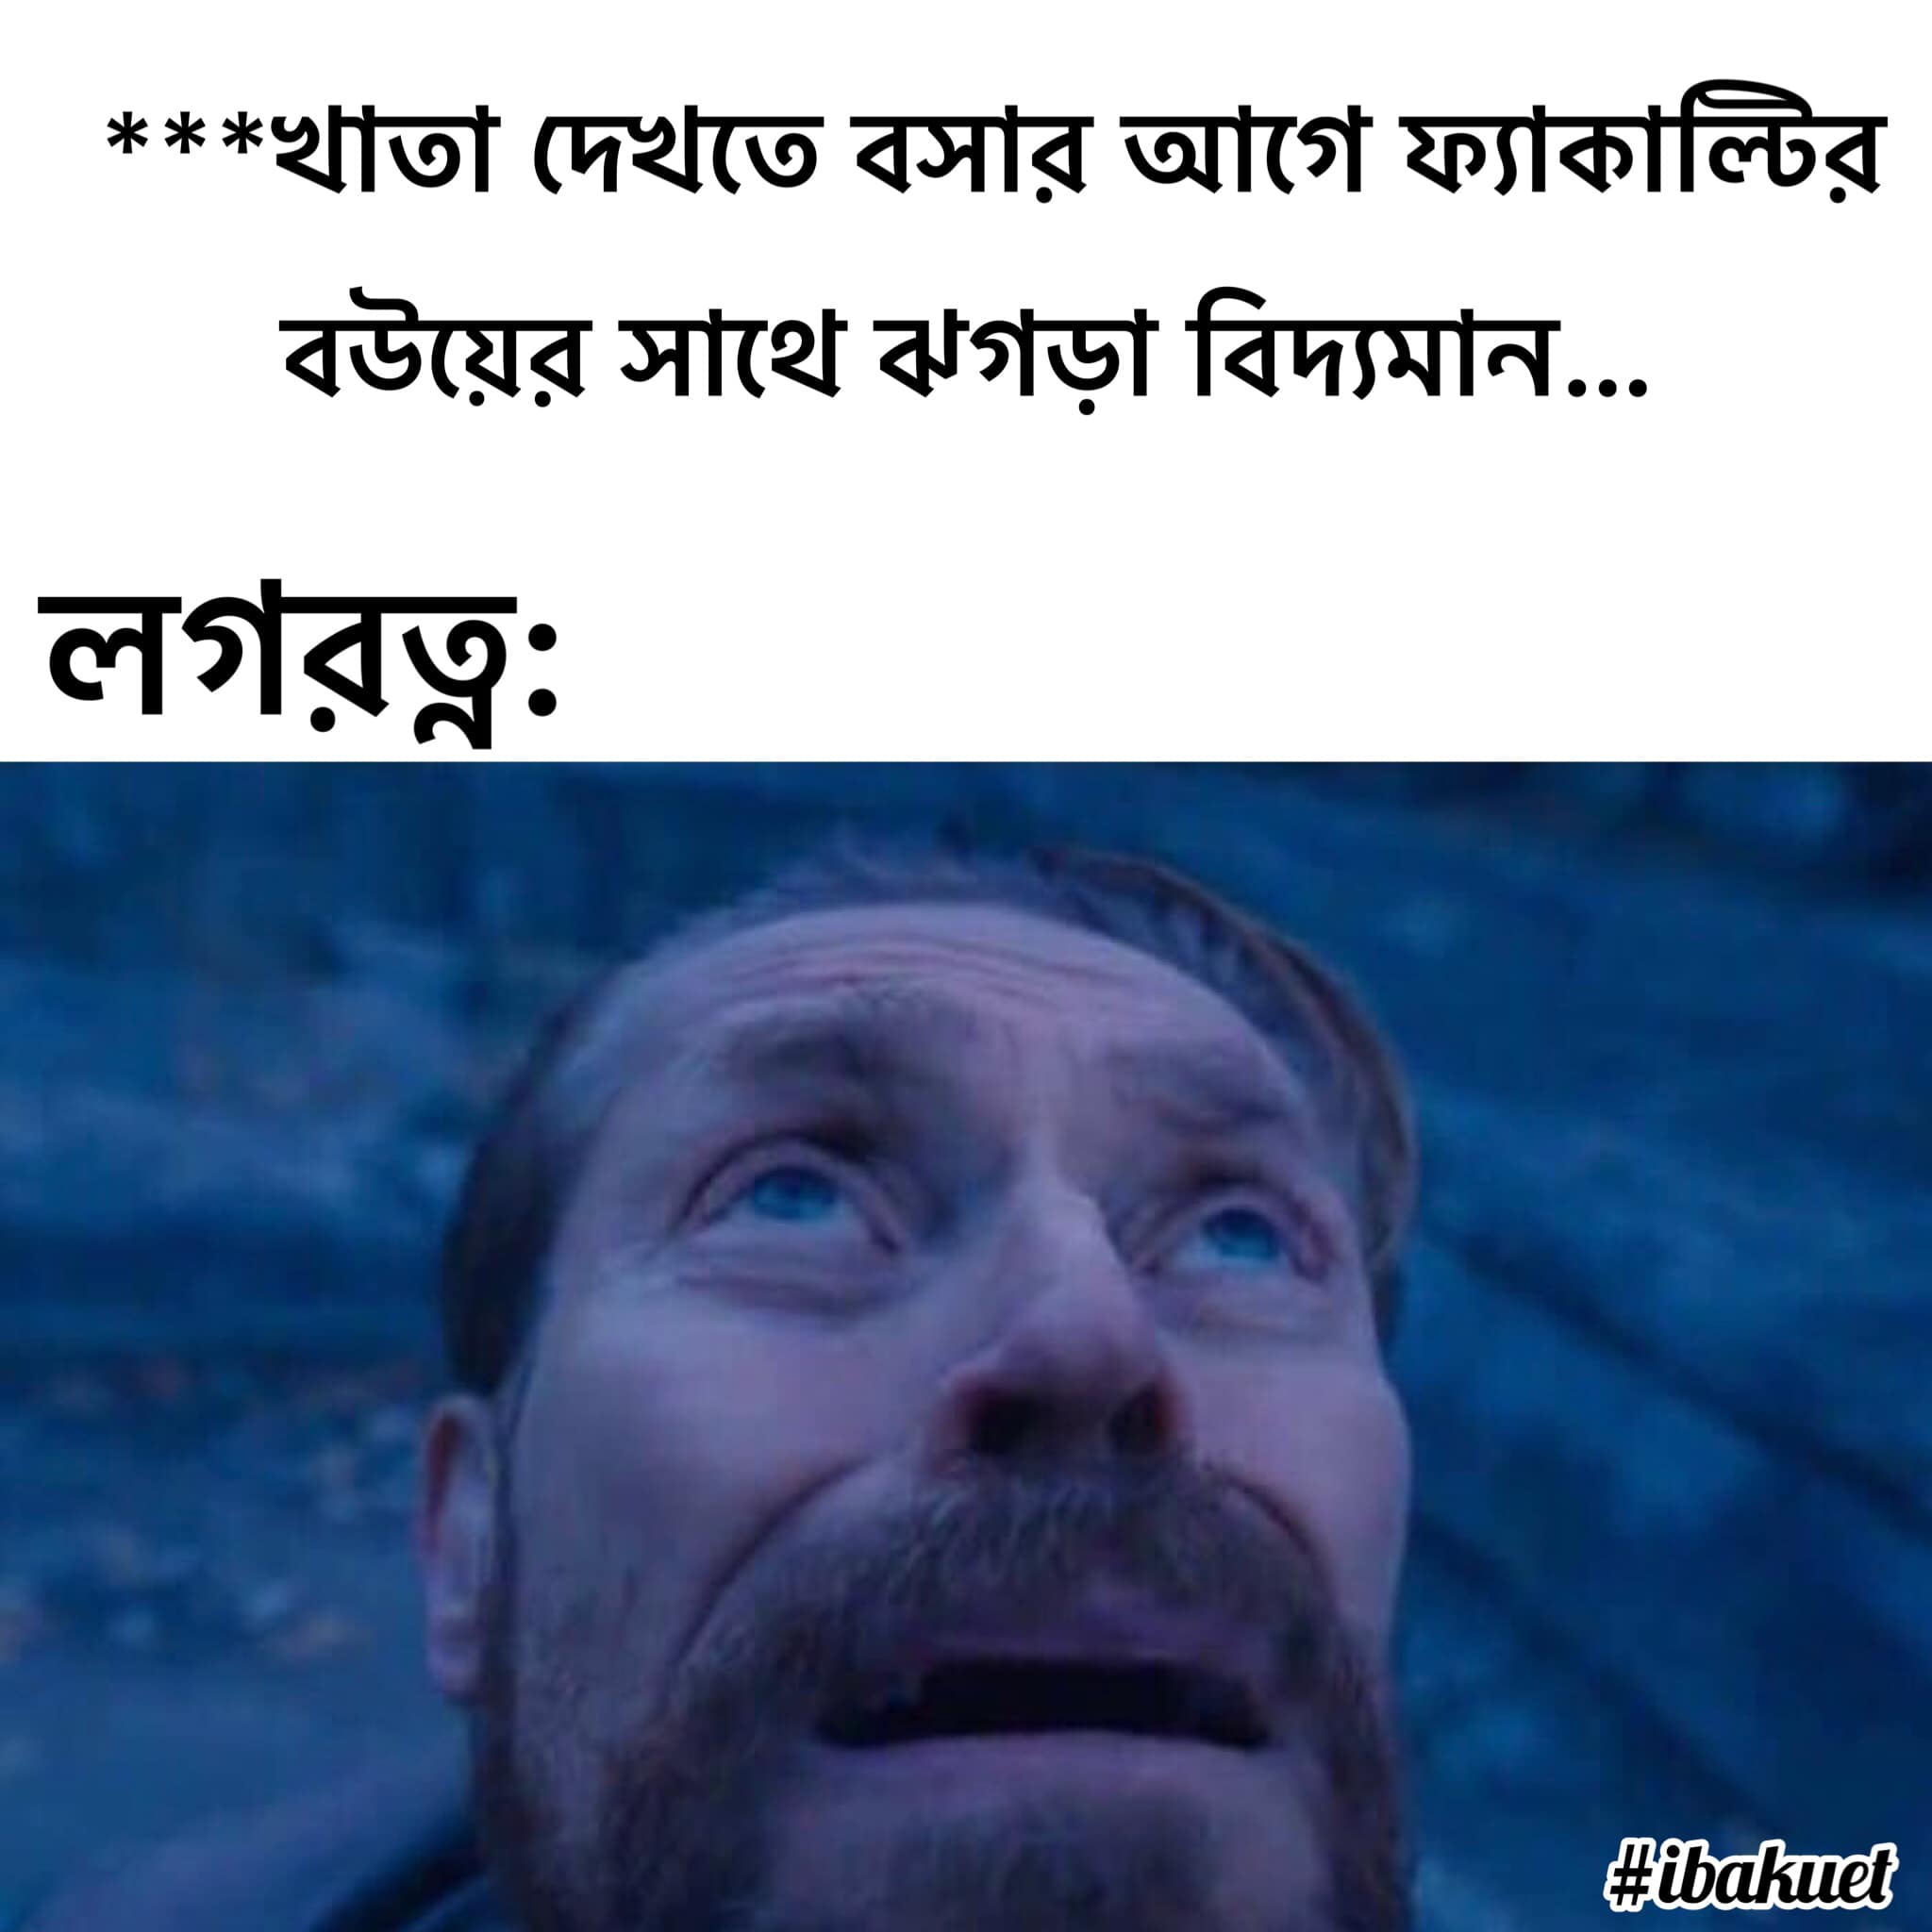 ***খাতা দেখতে বসার আগে ফ্যাকাল্টির
বউয়ের সাথে ঝগড়া বিদ্যমান...
লগরত্ন:
#ibakuet